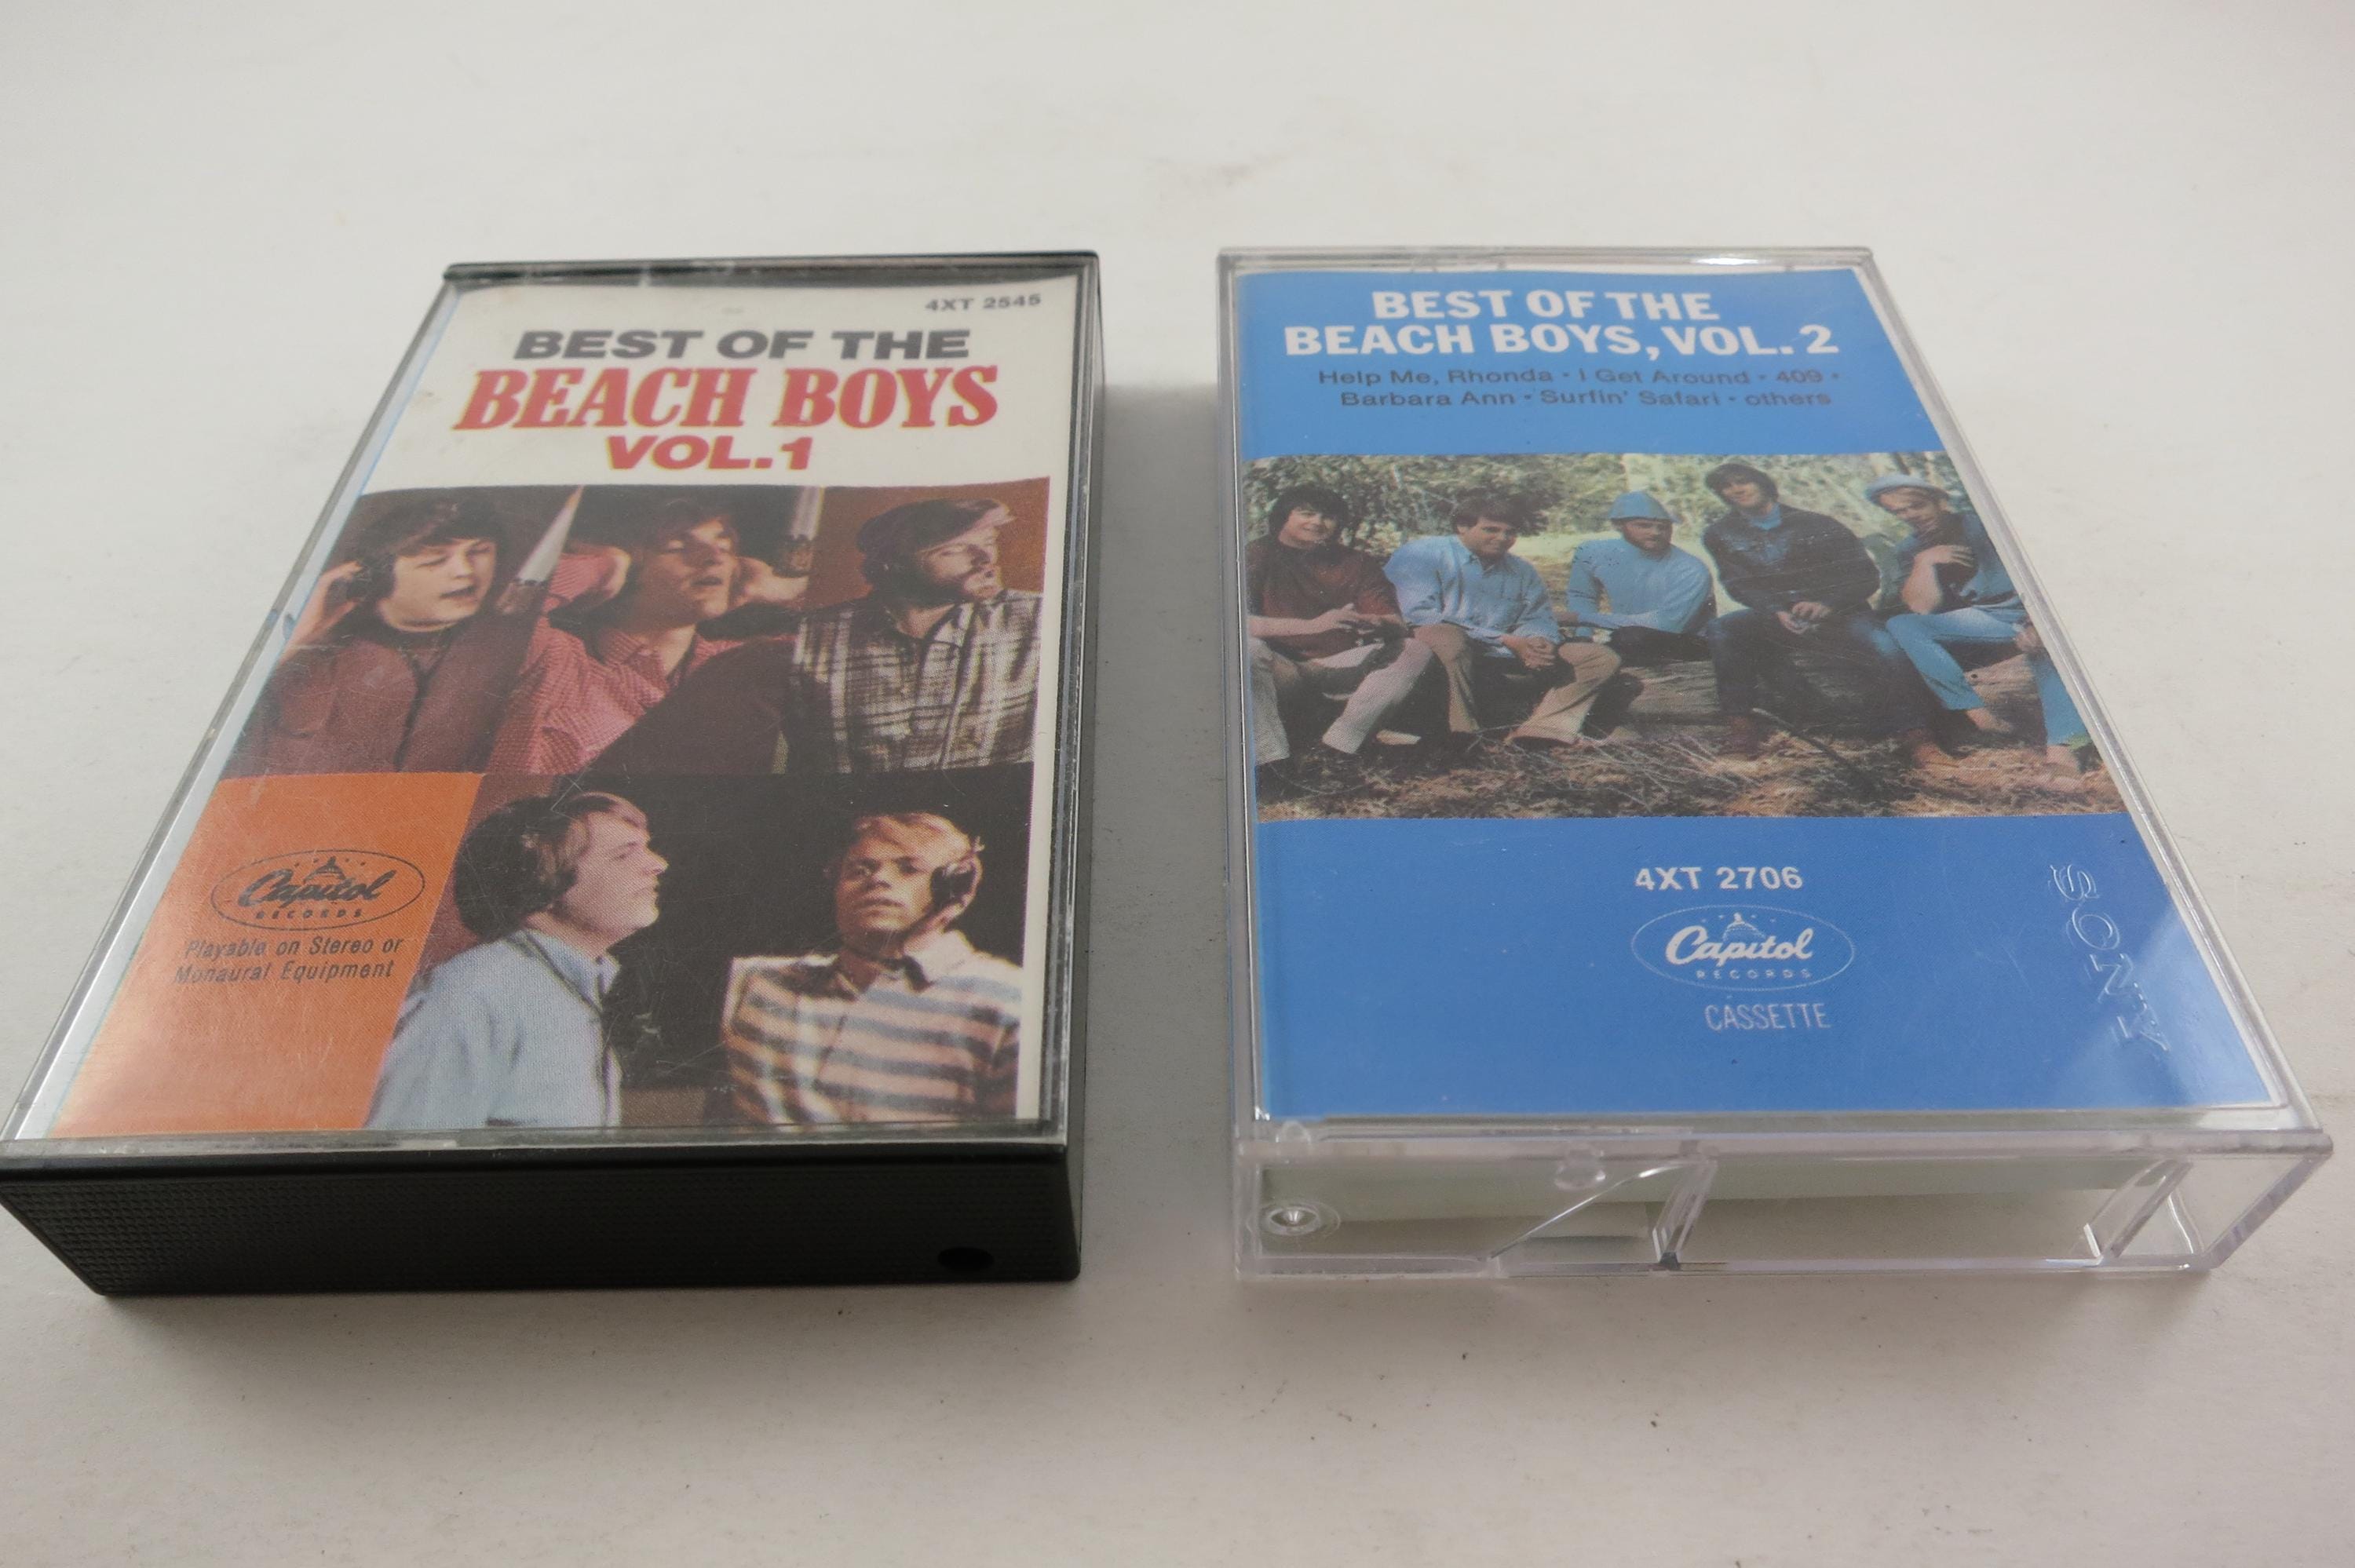 4XT 2545
BEST OF THE
BEACH BOYS
VOL.1
Capitol
RECORDS
Playable on Stereo or
Monaural Equipment
BEST OF THE
BEACH BOYS, VOL. 2
Help Me, Rhonda • I Get Around • 409 •
Barbara Ann • Surfin' Safari • others
4XT 2706
Capitol
RECORDS
CASSETTE
SONY